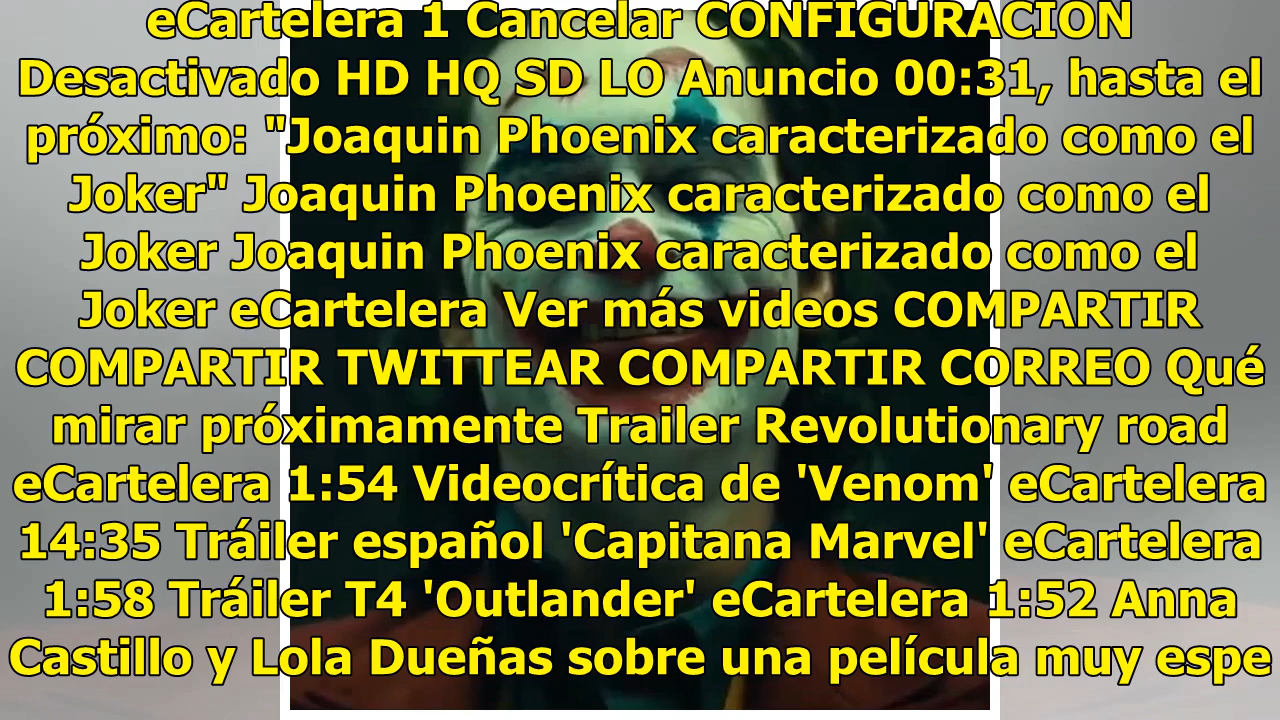 eCartelera 1 Cancelar CONFIGURACIÓN
Desactivado HD HQ SD LO Anuncio 00:31, hasta el
próximo: "Joaquin Phoenix caracterizado como el
Joker" Joaquin Phoenix caracterizado como el
Joker Joaquin Phoenix caracterizado como el
Joker eCartelera Ver más videos COMPARTIR
COMPARTIR TWITTEAR COMPARTIR CORREO Qué
mirar próximamente Trailer Revolutionary road
eCartelera 1:54 Videocrítica de 'Venom' eCartelera
14:35 Tráiler español 'Capitana Marvel' eCartelera
1:58 Tráiler T4 'Outlander' eCartelera 1:52 Anna
Castillo y Lola Dueñas sobre una película muy espe